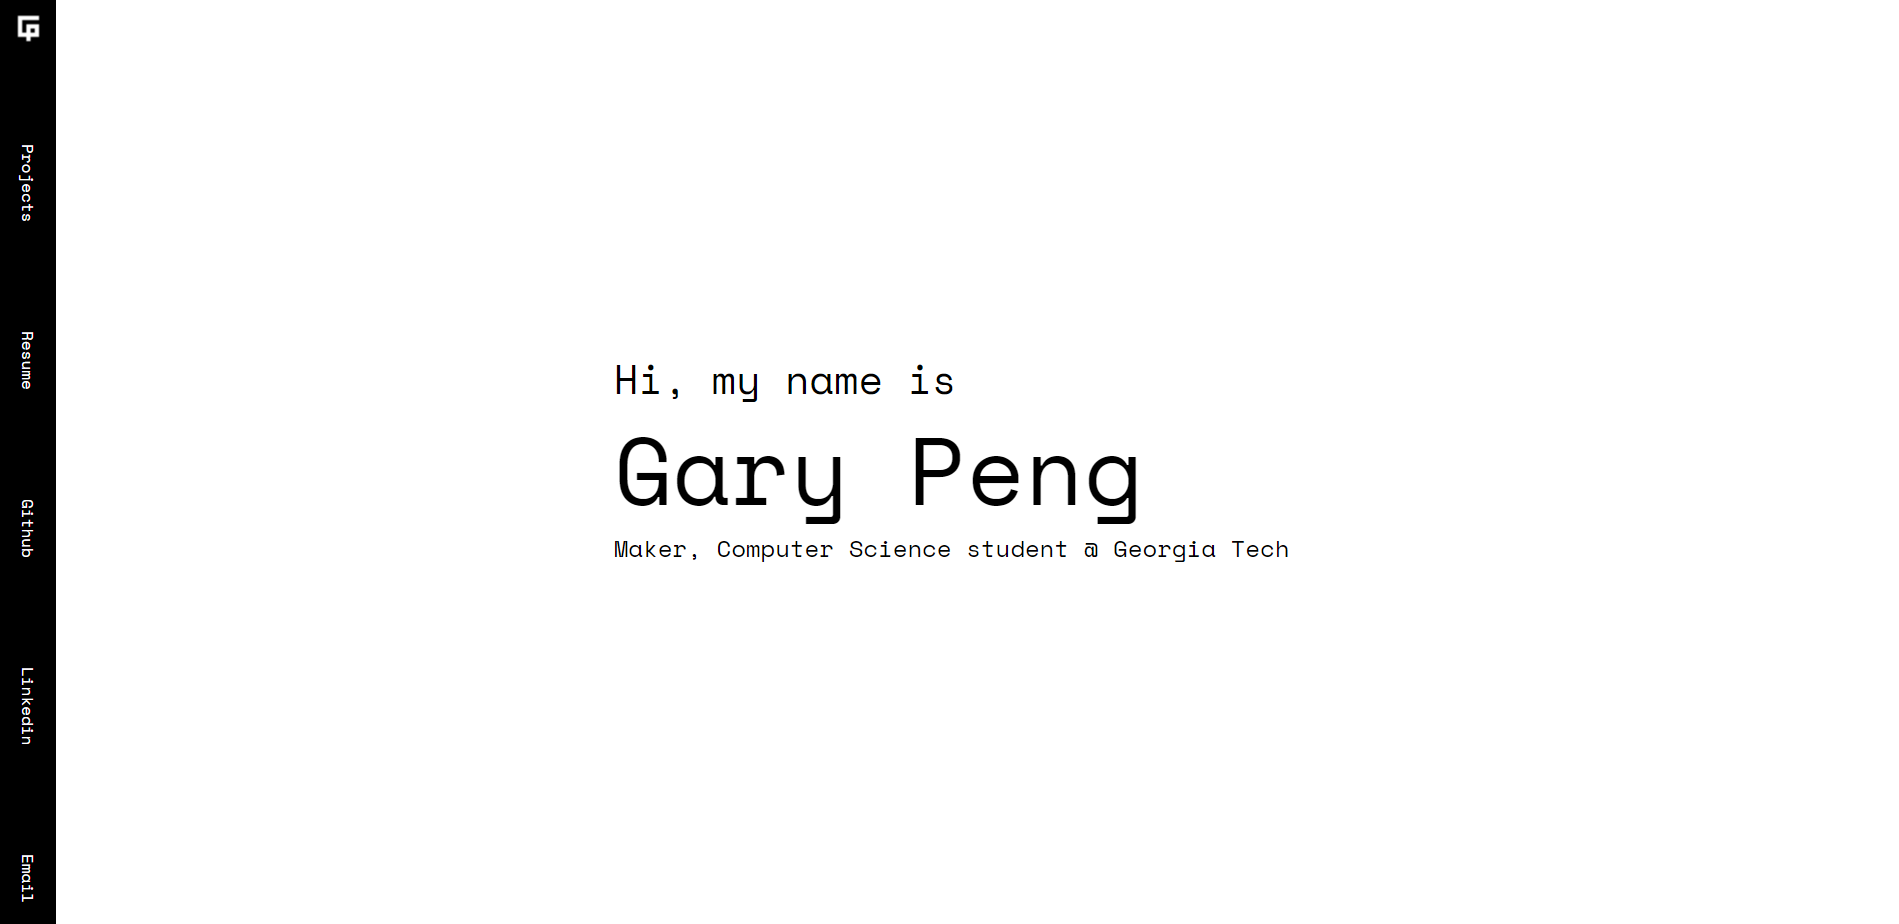 Projects
Resume
Github
Linkedin
Email
Hi, my name is
Gary Peng
Maker, Computer Science student @ Georgia Tech